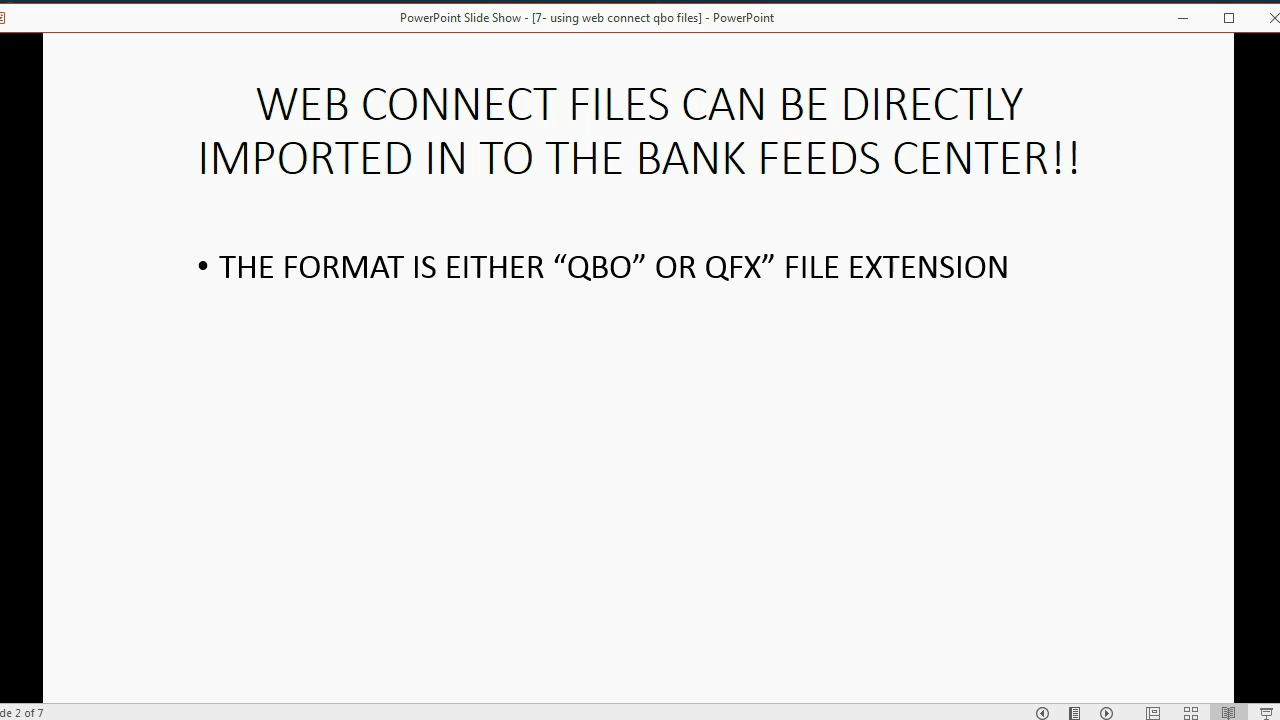 PowerPoint Slide Show - [7- using web connect qbo files] - PowerPoint
WEB CONNECT FILES CAN BE DIRECTLY
IMPORTED IN TO THE BANK FEEDS CENTER!!
• THE FORMAT IS EITHER “QBO” OR QFX” FILE EXTENSION
de 2 of 7